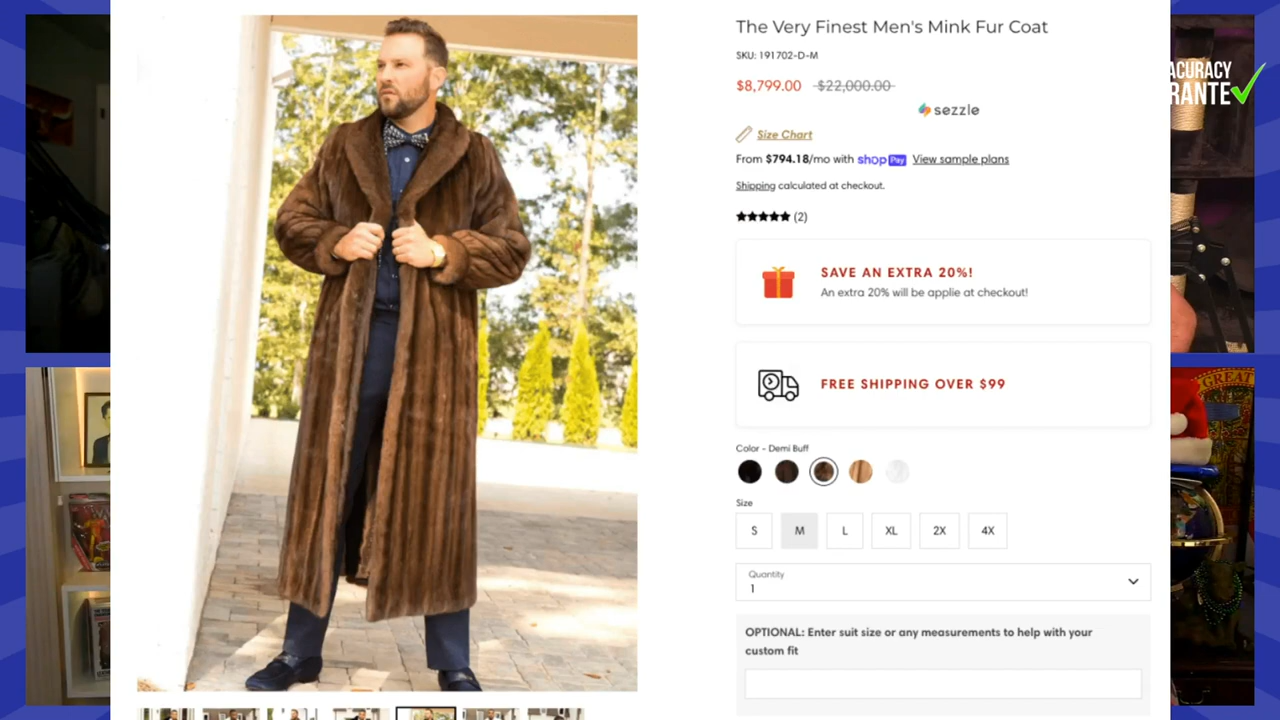 The Very Finest Men's Mink Fur Coat
SKU: 191702-D-M
$8,799.00 $22,000.00
sezzle
Size Chart
From $794.18/mo with shop Pay View sample plans
Shipping calculated at checkout.
★★★★★ (2)
SAVE AN EXTRA 20%!
An extra 20% will be applie at checkout!
FREE SHIPPING OVER $99
Color - Demi Buff
Size
S M L XL 2X 4X
Quantity
1
OPTIONAL: Enter suit size or any measurements to help with your
custom fit
ACURACY
RANTE
GREAT